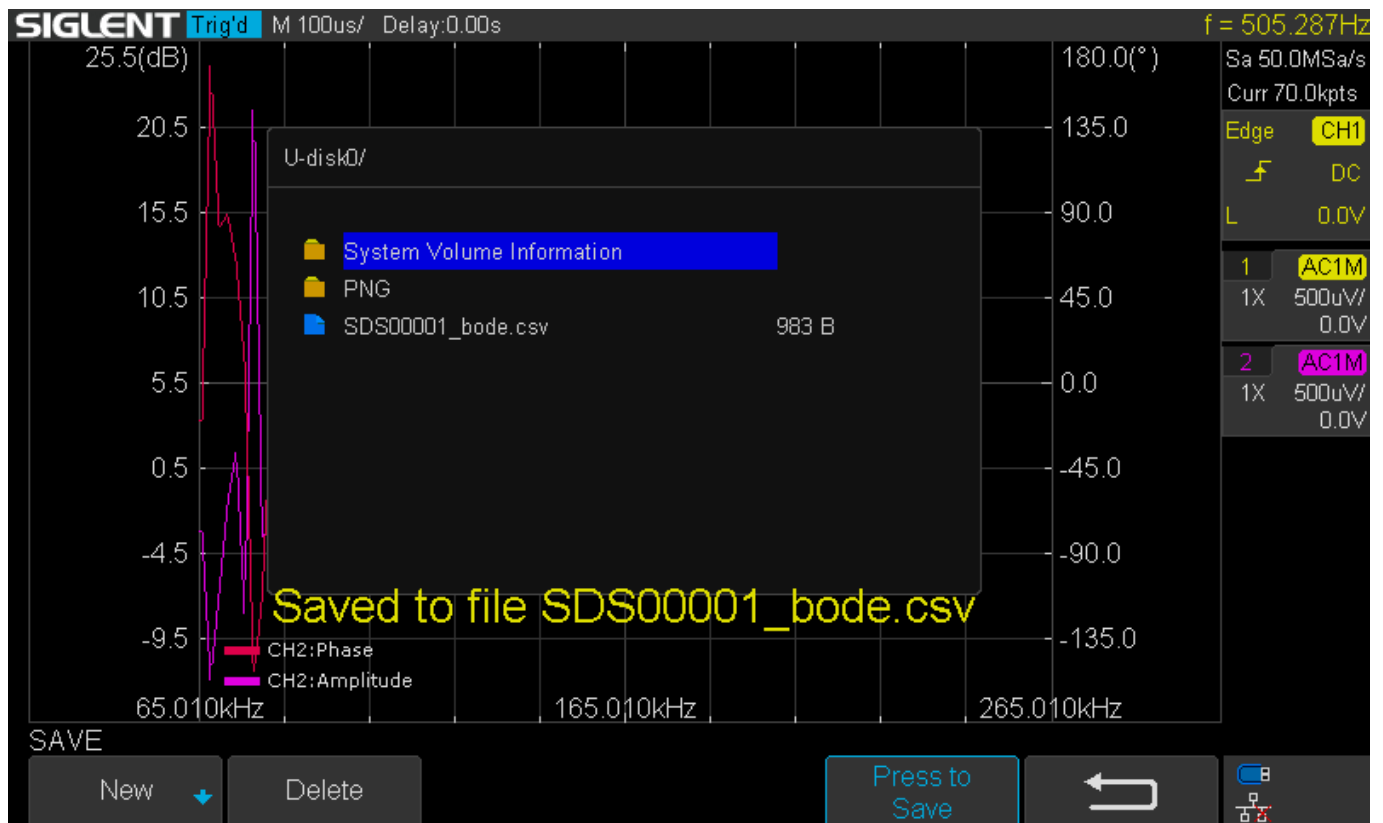 SIGLENT Trig'd M 100us/ Delay:0.00s f = 505.287Hz
25.5(dB) 180.0(°) Sa 50.0MSa/s
Curr 70.0kpts
20.5 135.0 Edge CH1
U-disk0/
DC
15.5 90.0 L 0.0V
System Volume Information
1 AC1M
PNG
10.5 45.0 1X 500uV/
SDS00001_bode.csv 983 B 0.0V
2 AC1M
5.5 0.0 1X 500uV/
0.0V
0.5 -45.0
-4.5 -90.0
Saved to file SDS00001_bode.csv
-9.5 -135.0
CH2:Phase
CH2:Amplitude
65.010kHz 165.010kHz 265.010kHz
SAVE
New Delete Press to
Save